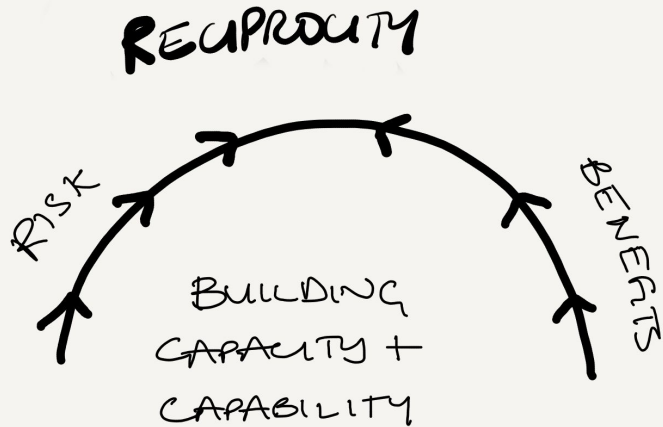 RECIPROCITY
RISK
BENEFITS
BUILDING
CAPACITY +
CAPABILITY